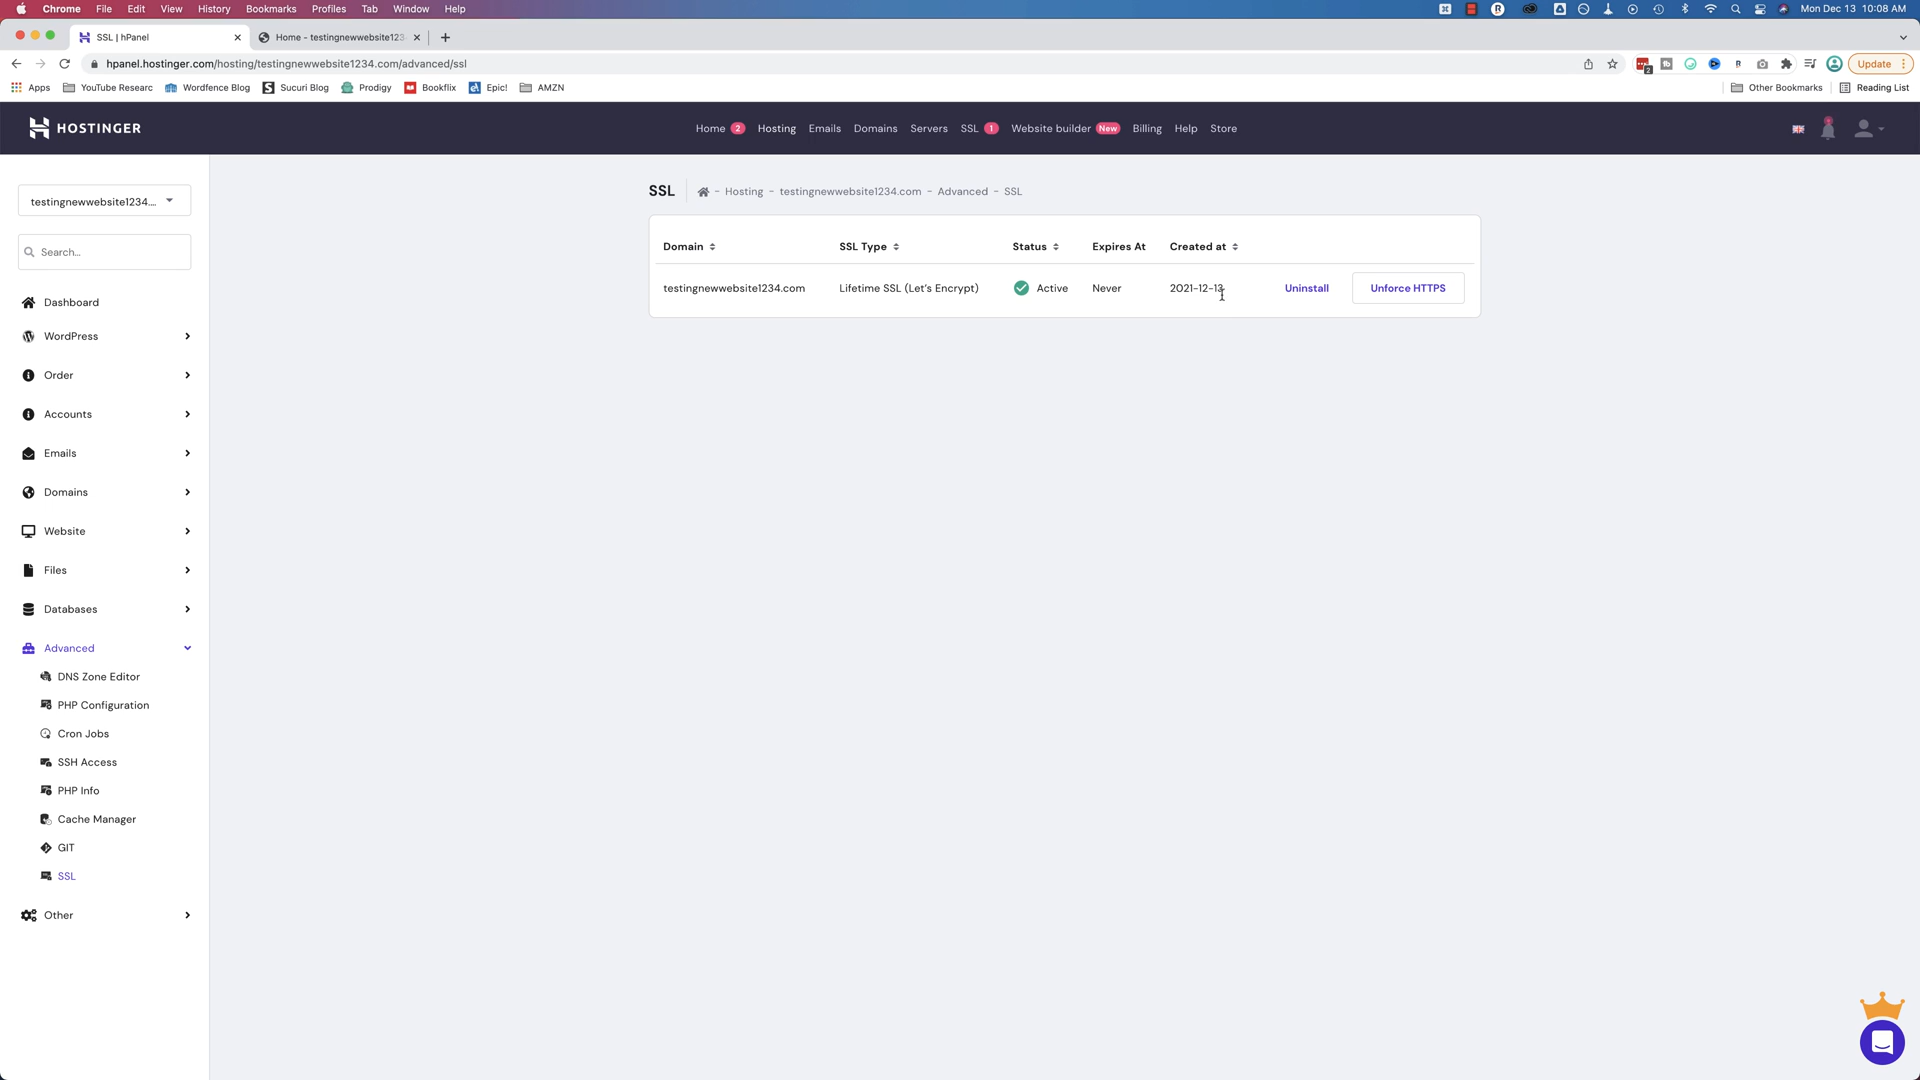 Chrome File Edit View History Bookmarks Profiles Tab Window Help Mon Dec 13 10:08 AM
SSL | hPanel Home - testingnewwebsite123
hpanel.hostinger.com/hosting/testingnewwebsite1234.com/advanced/ssl 2 Update
Apps YouTube Researc Wordfence Blog Sucuri Blog Prodigy Bookflix Epic! AMZN Other Bookmarks Reading List
HOSTINGER Home 2 Hosting Emails Domains Servers SSL 1 Website builder New Billing Help Store
SSL - Hosting - testingnewwebsite1234.com - Advanced - SSL
testingnewwebsite1234....
Search...
Domain SSL Type Status Expires At Created at
testingnewwebsite1234.com Lifetime SSL (Let's Encrypt) Active Never 2021-12-13 Uninstall Unforce HTTPS
Dashboard
WordPress
Order
Accounts
Emails
Domains
Website
Files
Databases
Advanced
DNS Zone Editor
PHP Configuration
Cron Jobs
SSH Access
PHP Info
Cache Manager
GIT
SSL
Other